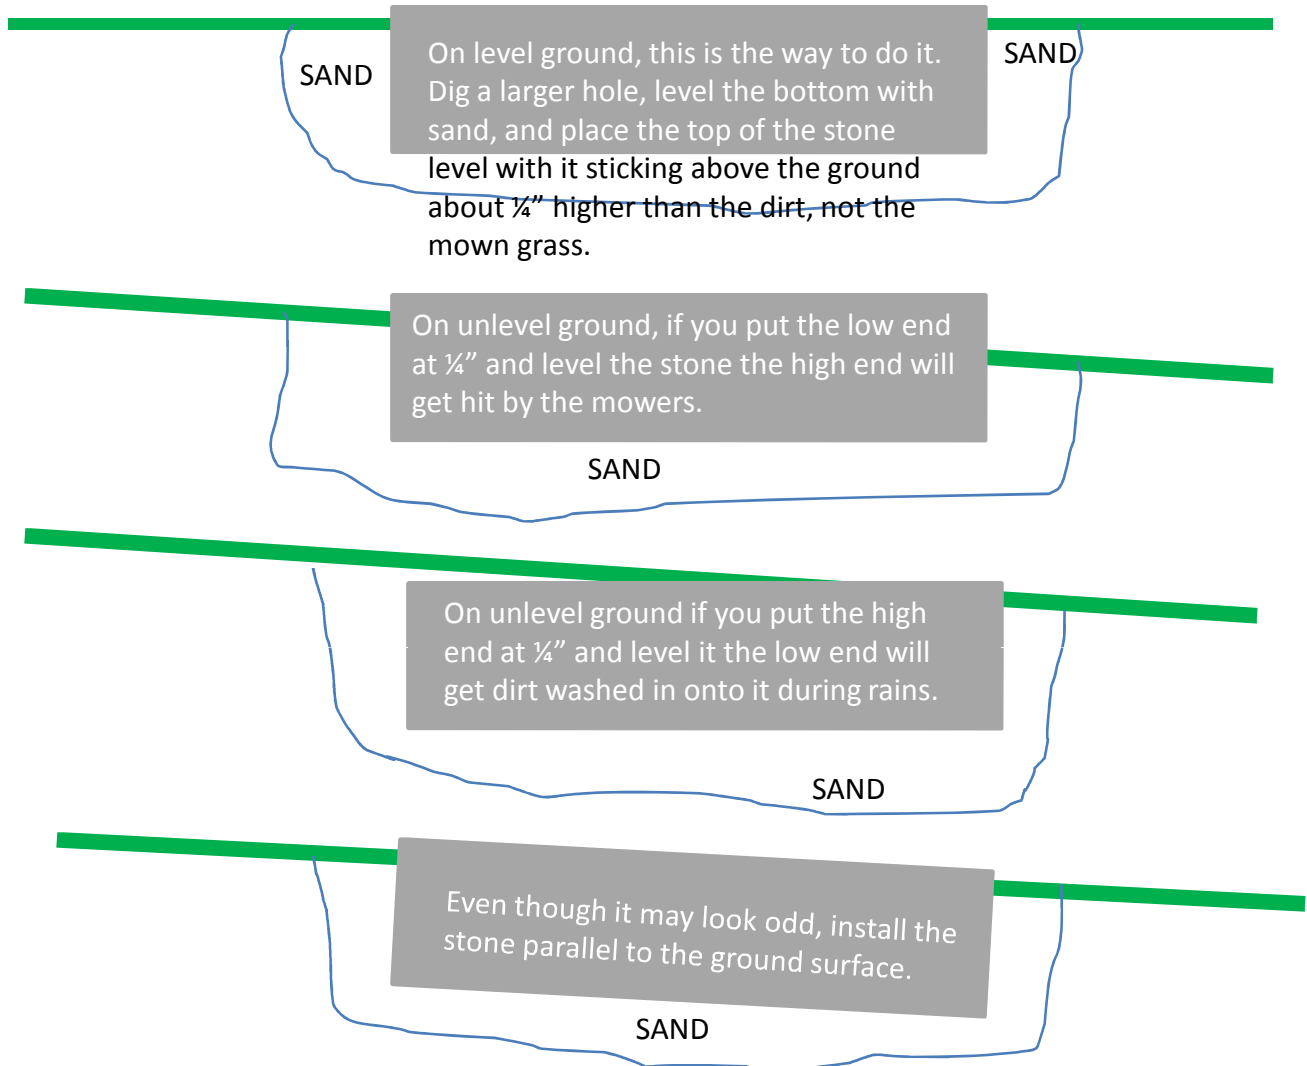 SAND
On level ground, this is the way to do it.
Dig a larger hole, level the bottom with
sand, and place the top of the stone
level with it sticking above the ground
about ¼” higher than the dirt, not the
mown grass.
SAND
On unlevel ground, if you put the low end
at ¼” and level the stone the high end will
get hit by the mowers.
SAND
On unlevel ground if you put the high
end at ¼” and level it the low end will
get dirt washed in onto it during rains.
SAND
Even though it may look odd, install the
stone parallel to the ground surface.
SAND